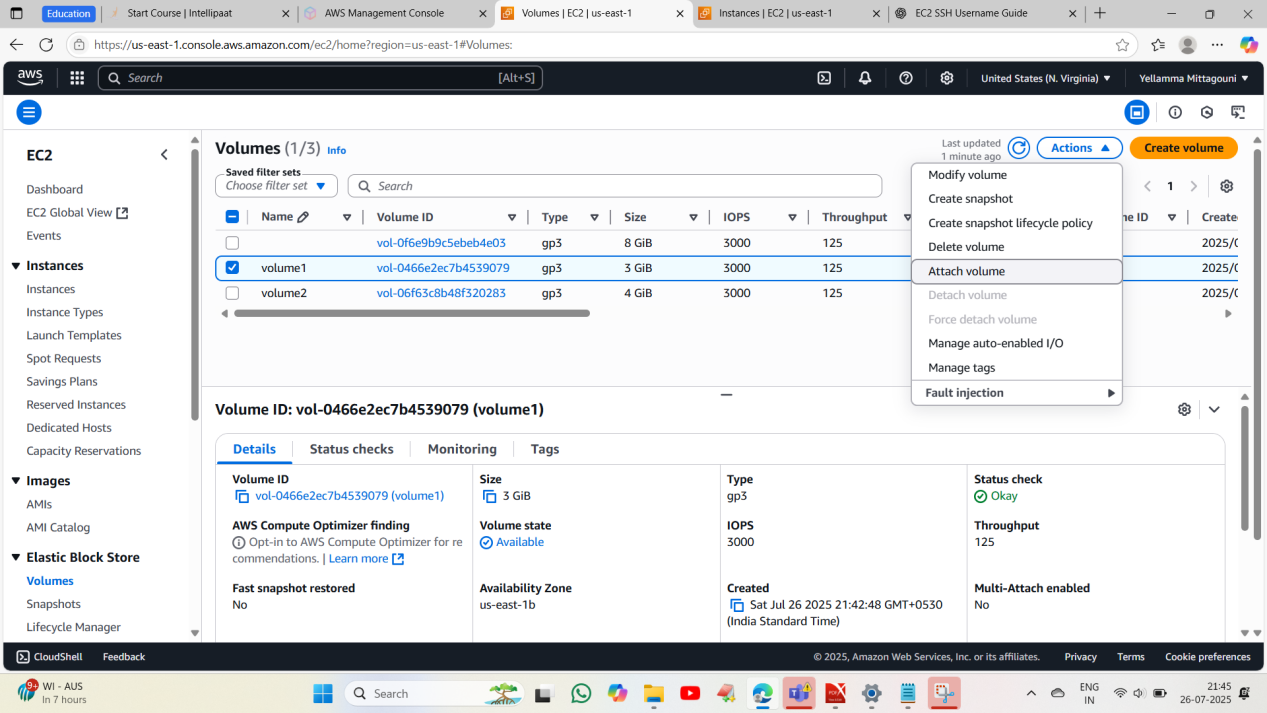 Education
Start Course | Intellipaat
AWS Management Console
Volumes | EC2 | us-east-1
Instances | EC2 | us-east-1
EC2 SSH Username Guide
https://us-east-1.console.aws.amazon.com/ec2/home?region=us-east-1#Volumes:
aws
Search
[Alt+S]
United States (N. Virginia)
Yellamma Mittagouni
EC2
Dashboard
EC2 Global View
Events
Instances
Instances
Instance Types
Launch Templates
Spot Requests
Savings Plans
Reserved Instances
Dedicated Hosts
Capacity Reservations
Images
AMIs
AMI Catalog
Elastic Block Store
Volumes
Snapshots
Lifecycle Manager
Volumes (1/3) Info
Last updated
1 minute ago
Actions
Create volume
Saved filter sets
Choose filter set
Search
1
Name Volume ID Type Size IOPS Throughput
vol-0f6e9b9c5ebeb4e03 gp3 8 GiB 3000 125 2025/0
volume1 vol-0466e2ec7b4539079 gp3 3 GiB 3000 125 2025/0
volume2 vol-06f63c8b48f320283 gp3 4 GiB 3000 125 2025/0
Modify volume
Create snapshot
Create snapshot lifecycle policy
Delete volume
Attach volume
Detach volume
Force detach volume
Manage auto-enabled I/O
Manage tags
Fault injection
Volume ID: vol-0466e2ec7b4539079 (volume1)
Details Status checks Monitoring Tags
Volume ID
vol-0466e2ec7b4539079 (volume1)
Size
3 GiB
Type
gp3
Status check
Okay
AWS Compute Optimizer finding
Opt-in to AWS Compute Optimizer for re
commendations. | Learn more
Volume state
Available
IOPS
3000
Throughput
125
Fast snapshot restored
No
Availability Zone
us-east-1b
Created
Sat Jul 26 2025 21:42:48 GMT+0530
(India Standard Time)
Multi-Attach enabled
No
CloudShell
Feedback
© 2025, Amazon Web Services, Inc. or its affiliates.
Privacy
Terms
Cookie preferences
9+
WI - AUS
In 7 hours
Search
ENG
IN
21:45
26-07-2025